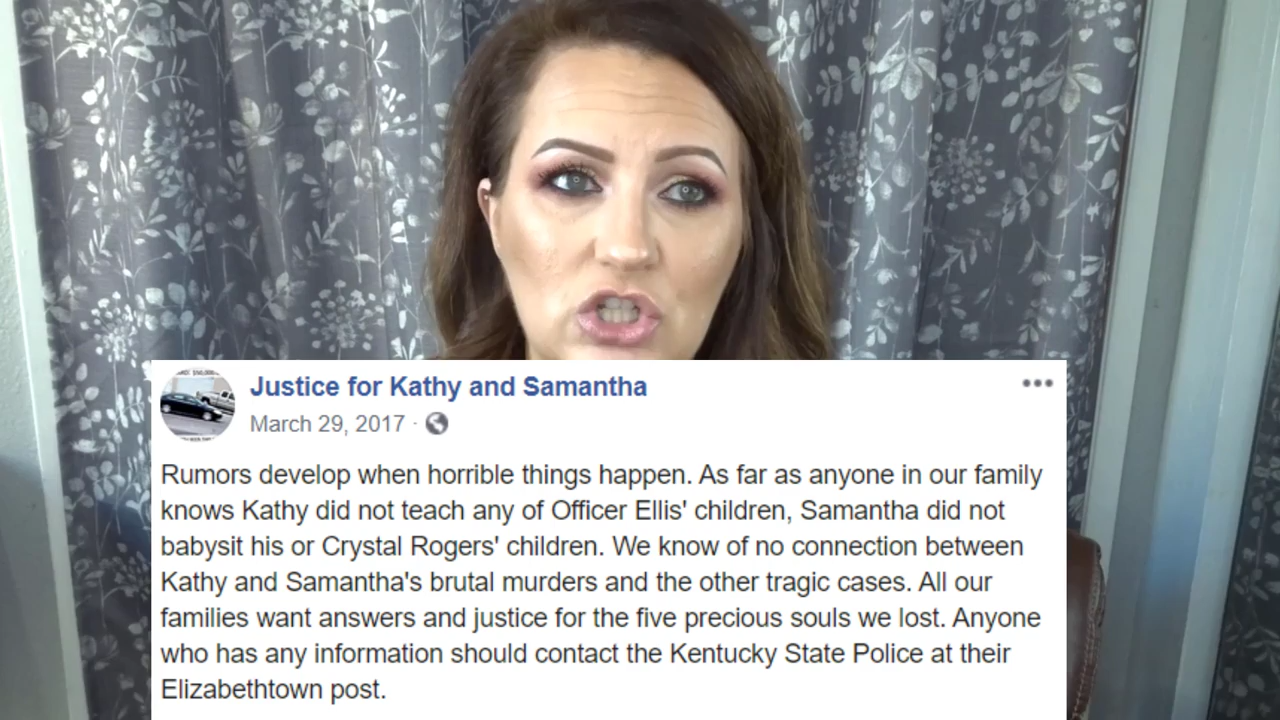 Justice for Kathy and Samantha
March 29, 2017 ·
Rumors develop when horrible things happen. As far as anyone in our family
knows Kathy did not teach any of Officer Ellis' children, Samantha did not
babysit his or Crystal Rogers' children. We know of no connection between
Kathy and Samantha's brutal murders and the other tragic cases. All our
families want answers and justice for the five precious souls we lost. Anyone
who has any information should contact the Kentucky State Police at their
Elizabethtown post.